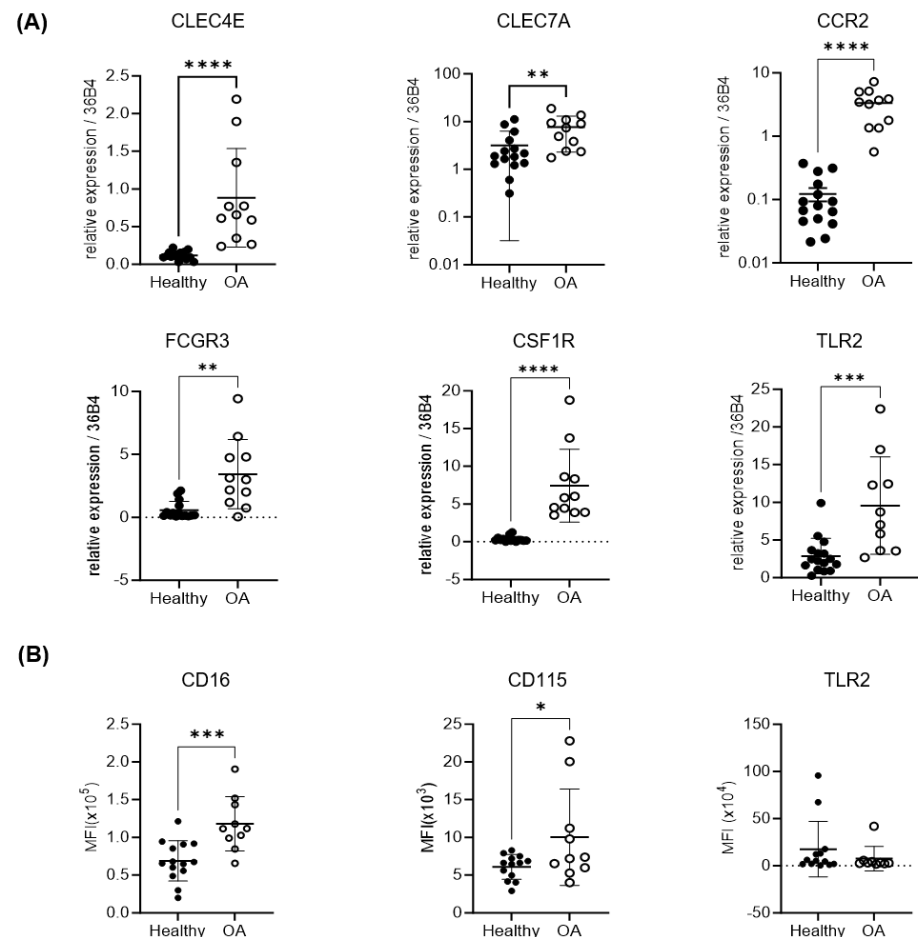 (A)
CLEC4E
CLEC7A
CCR2
relative expression / 36B4
2.5
2.0
1.5
1.0
0.5
0.0
****
Healthy
OA
relative expression / 36B4
100
10
1
0.1
0.01
**
Healthy
OA
relative expression / 36B4
10
1
0.1
0.01
****
Healthy
OA
FCGR3
CSF1R
TLR2
relative expression / 36B4
10
5
0
-5
**
Healthy
OA
relative expression / 36B4
20
15
10
5
0
-5
****
Healthy
OA
relative expression /36B4
25
20
15
10
5
0
***
Healthy
OA
(B)
CD16
CD115
TLR2
MFI(x10⁵)
2.5
2.0
1.5
1.0
0.5
0.0
***
Healthy
OA
MFI(x10³)
25
20
15
10
5
0
*
Healthy
OA
MFI (x10⁴)
150
100
50
0
-50
Healthy
OA